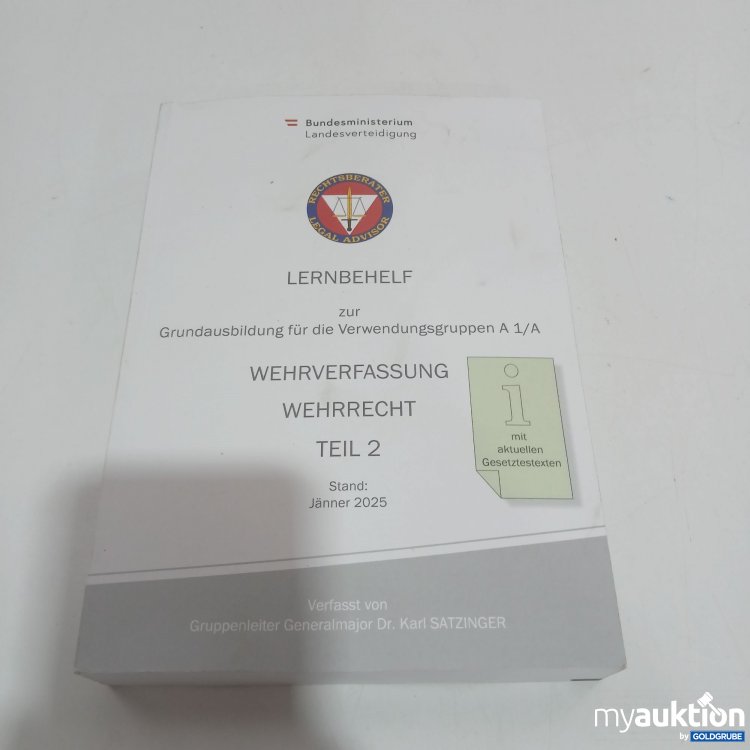 Bundesministerium
Landesverteidigung
RECHTSBERATER
LEGAL ADVISOR
LERNBEHELF
zur
Grundausbildung für die Verwendungsgruppen A 1/A
WEHRVERFASSUNG
WEHRRECHT
TEIL 2
i
mit
aktuellen
Gesetztestexten
Stand:
Jänner 2025
Verfasst von
Gruppenleiter Generalmajor Dr. Karl SATZINGER
myauktion
by GOLDGRUBE